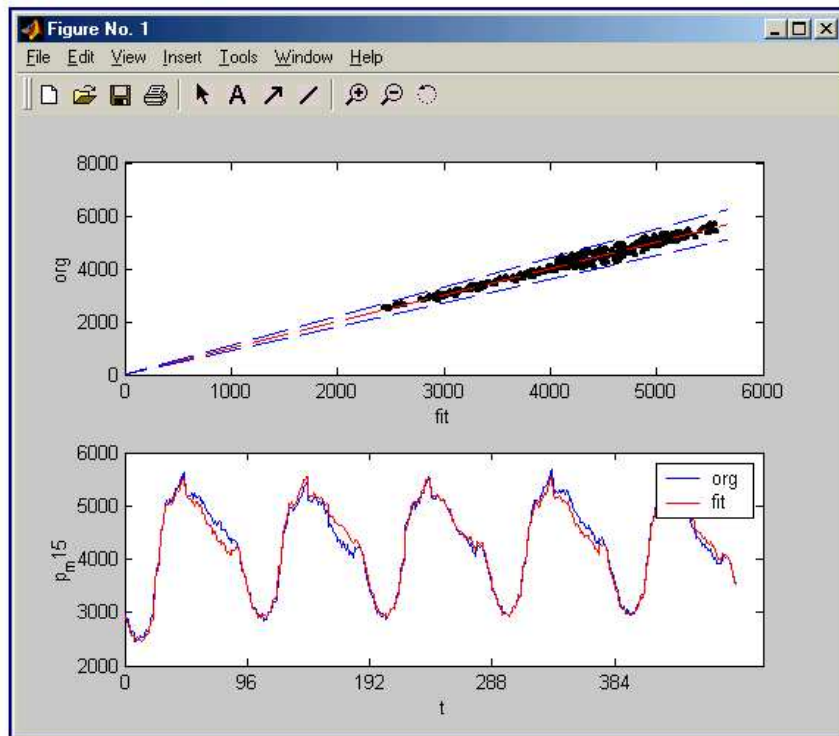 Figure No. 1
File Edit View Insert Tools Window Help
A
8000
6000
4000
2000
0
org
0 1000 2000 3000 4000 5000 6000
fit
6000
5000
4000
3000
2000
p_m15
org
fit
0 96 192 288 384
t